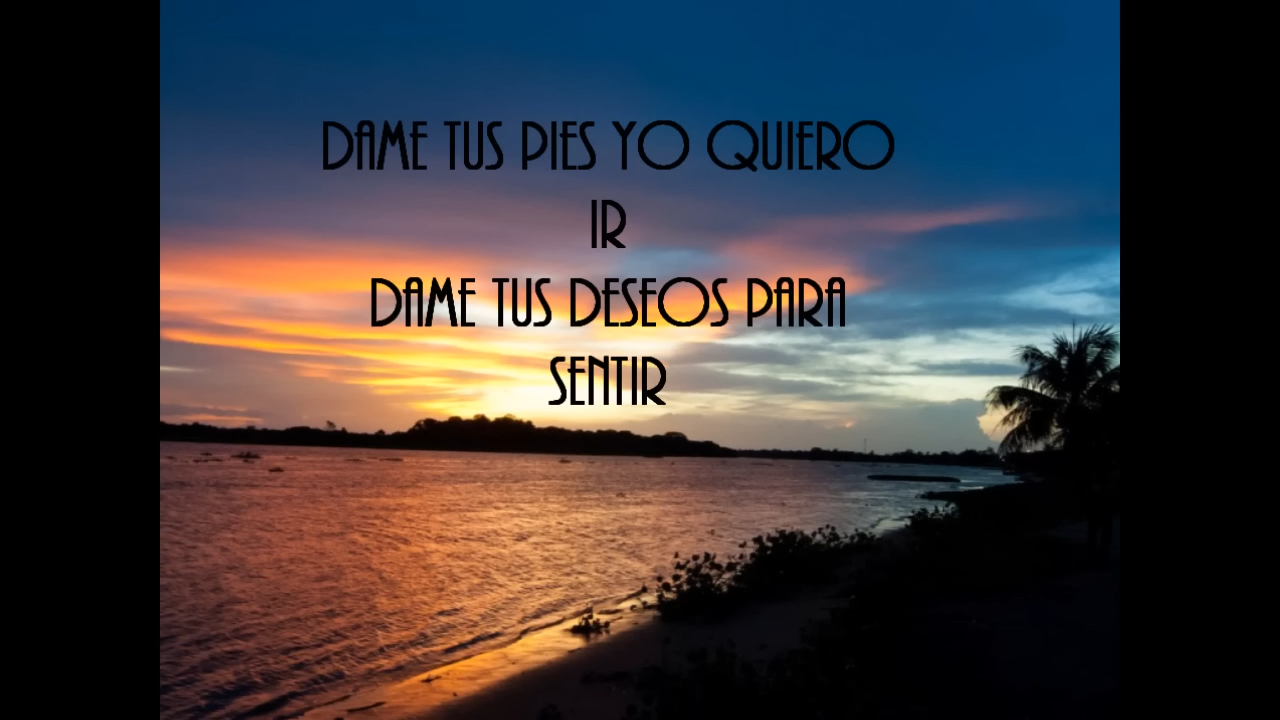 DAME TUS PIES YO QUIERO
IR
DAME TUS DESEOS PARA
SENTIR